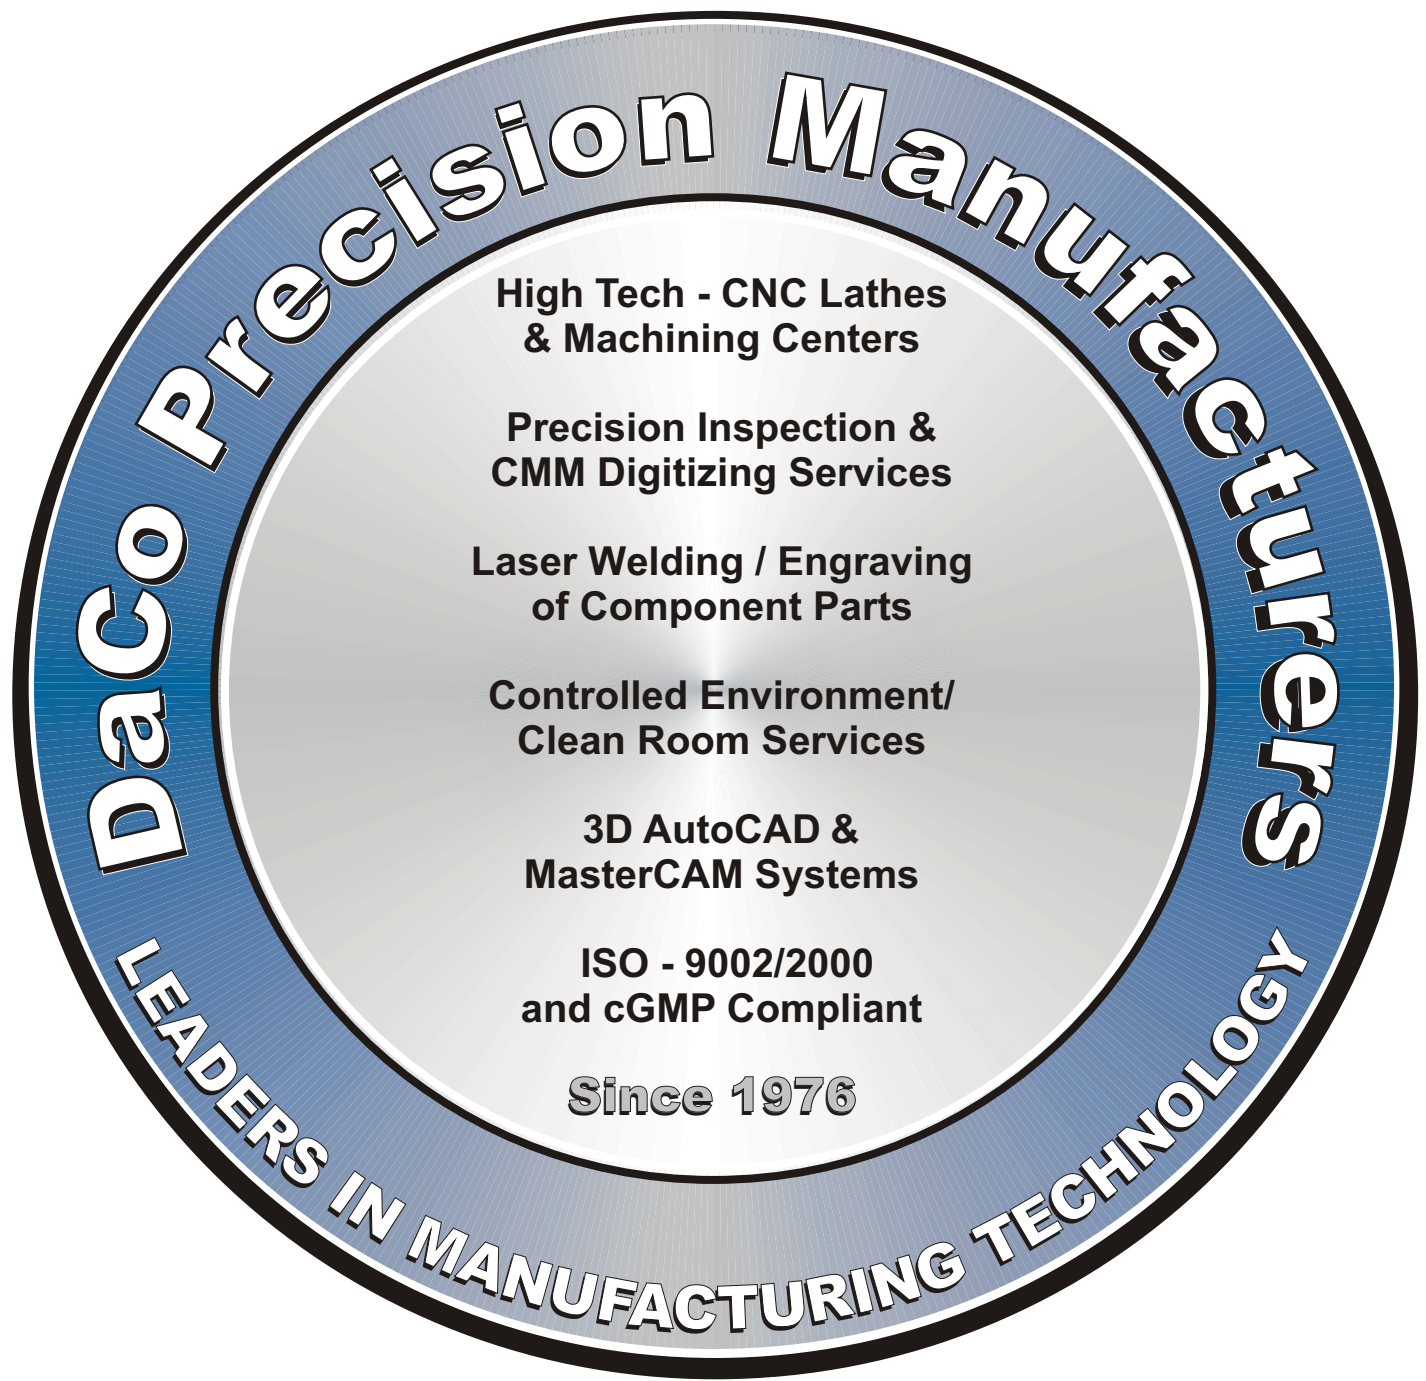 DaCo Precision Manufacturers
High Tech - CNC Lathes
& Machining Centers
Precision Inspection &
CMM Digitizing Services
Laser Welding / Engraving
of Component Parts
Controlled Environment/
Clean Room Services
3D AutoCAD &
MasterCAM Systems
ISO - 9002/2000
and cGMP Compliant
Since 1976
LEADERS IN MANUFACTURING TECHNOLOGY